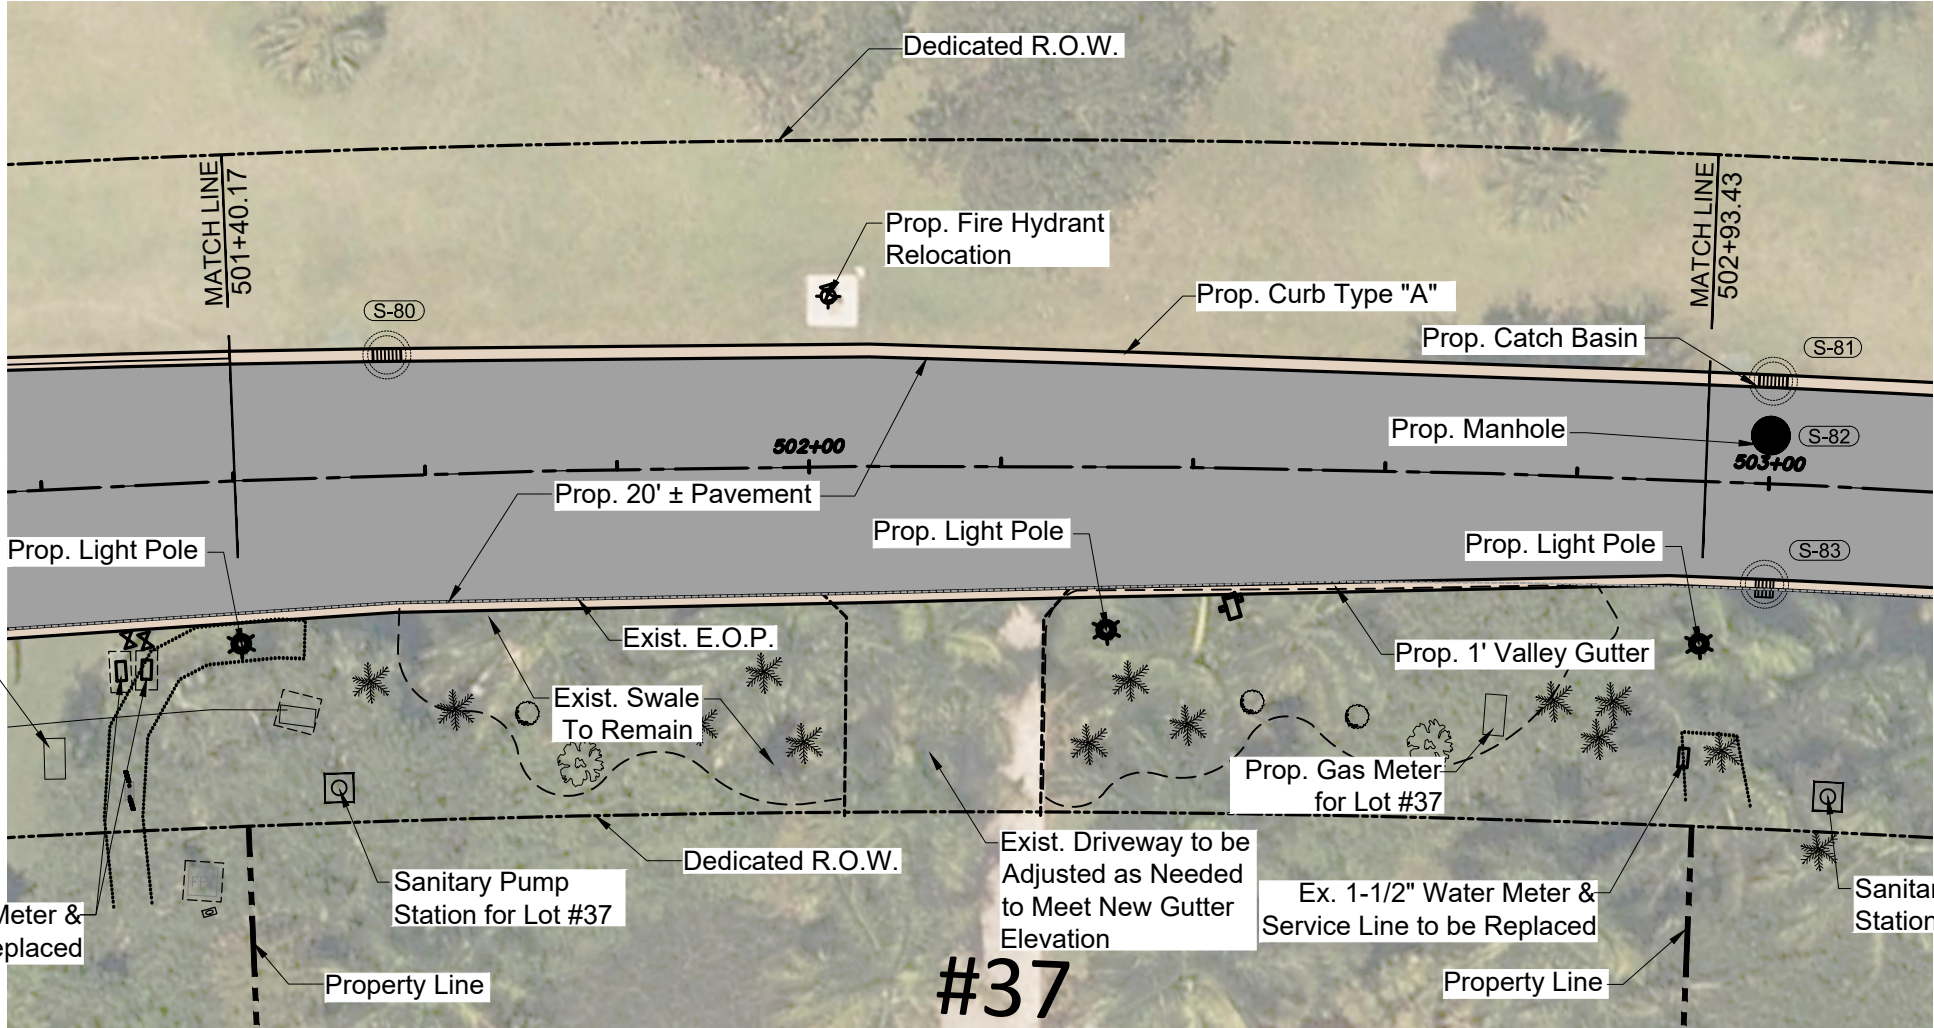 Dedicated R.O.W.
MATCH LINE
501+40.17
MATCH LINE
502+93.43
Prop. Fire Hydrant
Relocation
Prop. Curb Type "A"
S-80
Prop. Catch Basin
S-81
Prop. Manhole
S-82
502+00
503+00
Prop. 20' ± Pavement
Prop. Light Pole
Prop. Light Pole
Prop. Light Pole
S-83
Exist. E.O.P.
Prop. 1' Valley Gutter
Exist. Swale
To Remain
Prop. Gas Meter
for Lot #37
Dedicated R.O.W.
Exist. Driveway to be
Adjusted as Needed
to Meet New Gutter
Elevation
Sanitary Pump
Station for Lot #37
Ex. 1-1/2" Water Meter &
Service Line to be Replaced
Meter &
eplaced
Sanitar
Station
Property Line
#37
Property Line